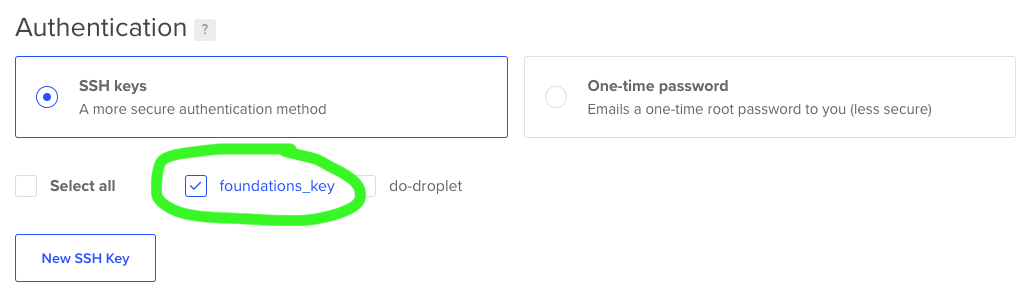 Authentication ?
SSH keys
A more secure authentication method
One-time password
Emails a one-time root password to you (less secure)
Select all
foundations_key
do-droplet
New SSH Key